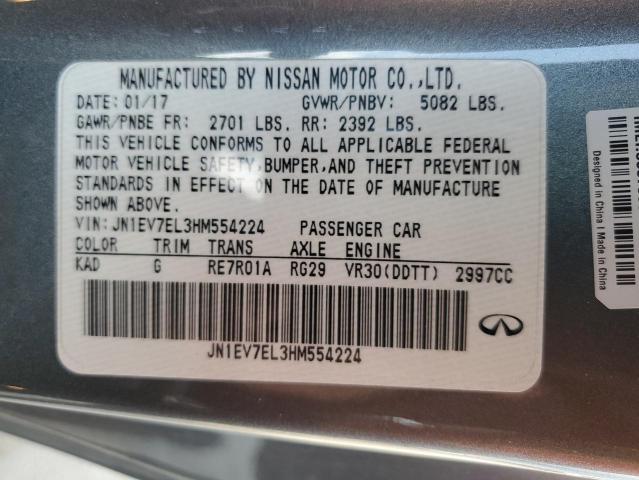 MANUFACTURED BY NISSAN MOTOR CO.,LTD.
DATE: 01/17 GVWR/PNBV: 5082 LBS.
GAWR/PNBE FR: 2701 LBS. RR: 2392 LBS.
THIS VEHICLE CONFORMS TO ALL APPLICABLE FEDERAL
MOTOR VEHICLE SAFETY,BUMPER,AND THEFT PREVENTION
STANDARDS IN EFFECT ON THE DATE OF MANUFACTURE
SHOWN ABOVE.
VIN:JN1EV7EL3HM554224 PASSENGER CAR
COLOR TRIM TRANS AXLE ENGINE
KAD G RE7R01A RG29 VR30(DDTT) 2997CC
JN1EV7EL3HM554224
Designed in China | Made in China